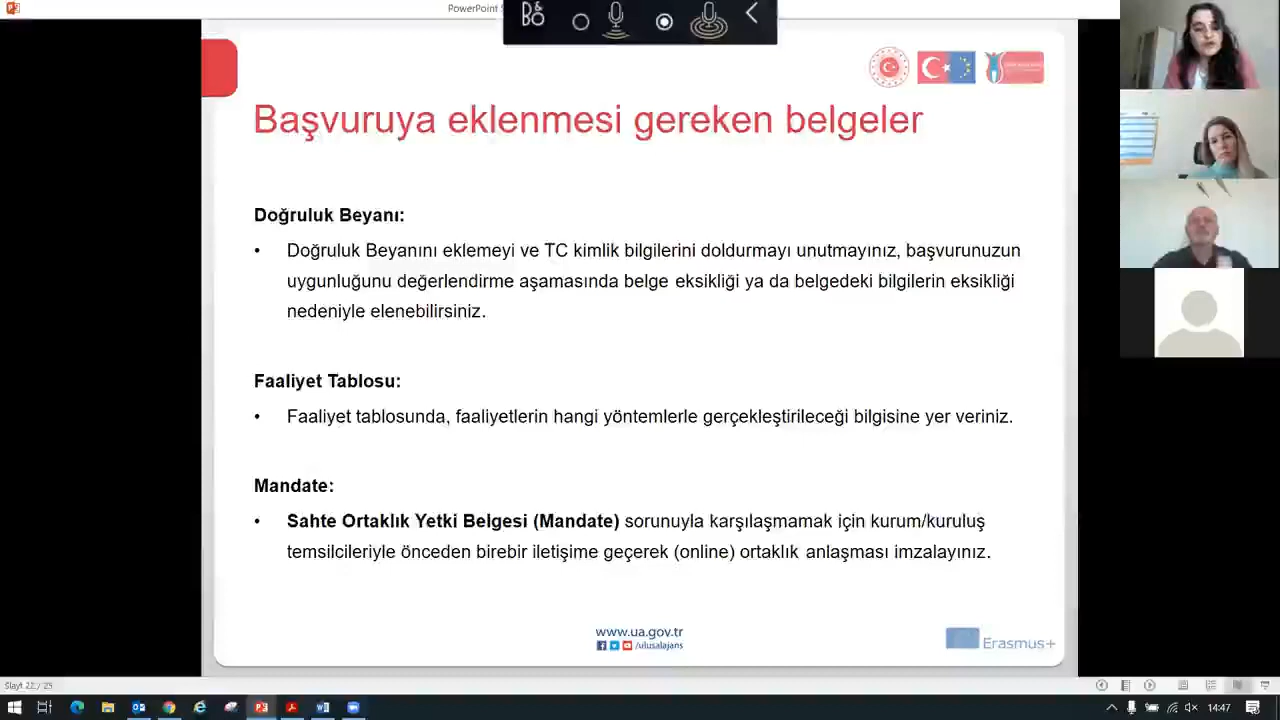 PowerPoint
B&O
Başvuruya eklenmesi gereken belgeler
Doğruluk Beyanı:
• Doğruluk Beyanını eklemeyi ve TC kimlik bilgilerini doldurmayı unutmayınız, başvurunuzun
uygunluğunu değerlendirme aşamasında belge eksikliği ya da belgedeki bilgilerin eksikliği
nedeniyle elenebilirsiniz.
Faaliyet Tablosu:
• Faaliyet tablosunda, faaliyetlerin hangi yöntemlerle gerçekleştirileceği bilgisine yer veriniz.
Mandate:
• Sahte Ortaklık Yetki Belgesi (Mandate) sorunuyla karşılaşmamak için kurum/kuruluş
temsilcileriyle önceden birebir iletişime geçerek (online) ortaklık anlaşması imzalayınız.
www.ua.gov.tr
/ulusalajans
Erasmus+
Slayt 22 / 25
14:47